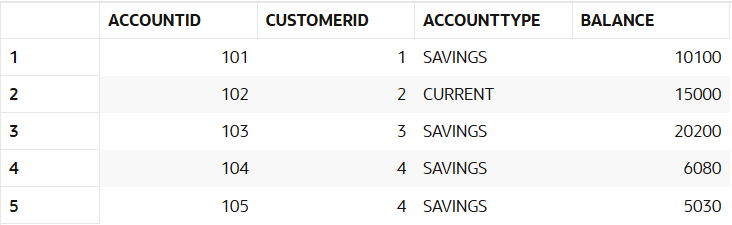 ACCOUNTID CUSTOMERID ACCOUNTTYPE BALANCE
1 101 1 SAVINGS 10100
2 102 2 CURRENT 15000
3 103 3 SAVINGS 20200
4 104 4 SAVINGS 6080
5 105 4 SAVINGS 5030